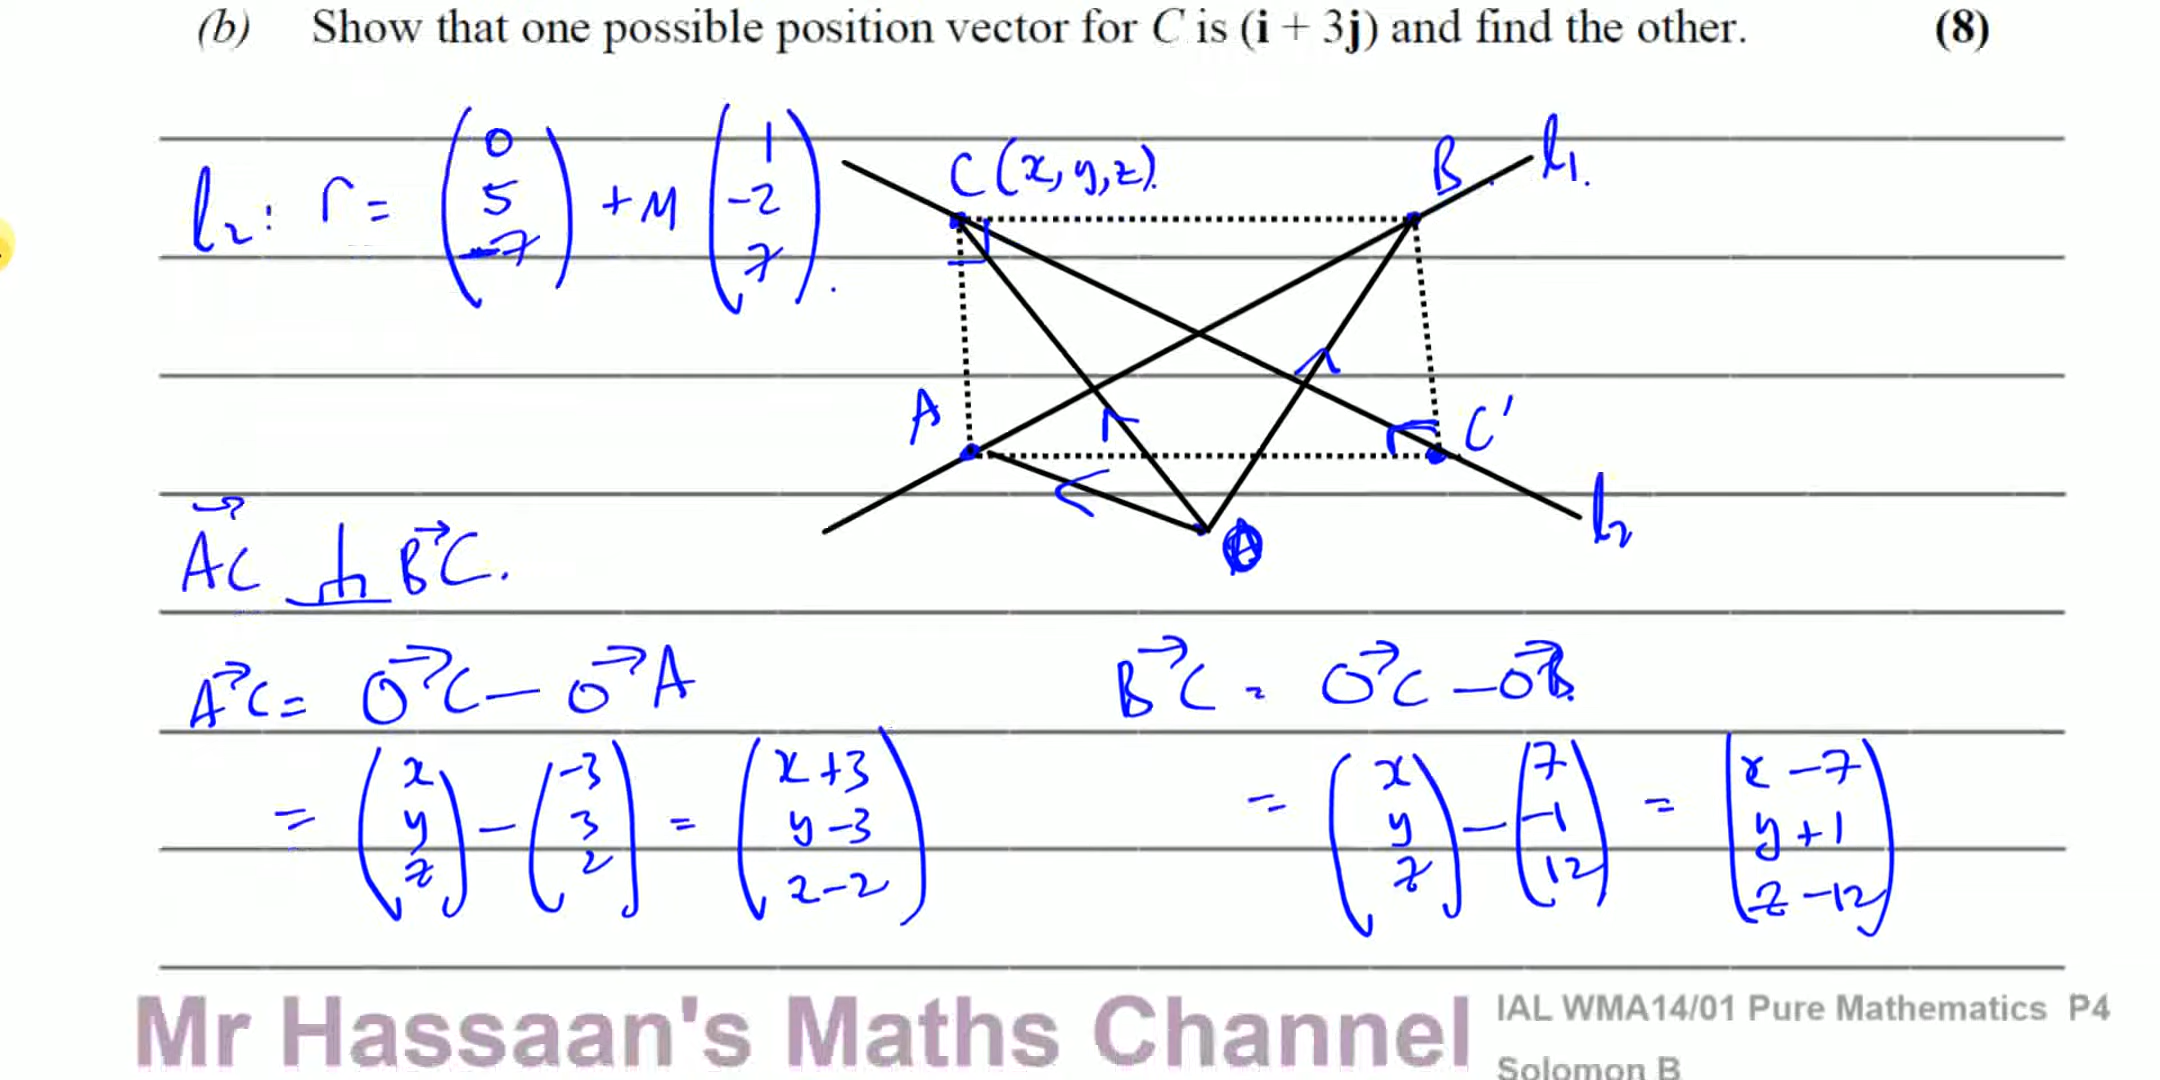 (b) Show that one possible position vector for C is (i + 3j) and find the other. (8)
l₂: r = (0 5 -7) + M (1 -2 7).
C (x, y, z).
B
l₁.
A
C'
l₂
O
AC ⊥ BC.
AC = OC - OA
= (x y z) - (-3 3 2) = (x+3 y-3 z-2)
BC = OC - OB.
= (x y z) - (7 -1 12) = (x-7 y+1 z-12)
Mr Hassaan's Maths Channel
IAL WMA14/01 Pure Mathematics P4
Solomon B